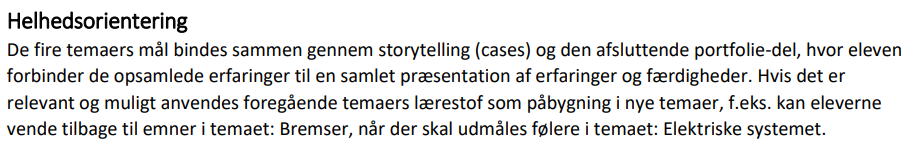 Helhedsorientering
De fire temaers mål bindes sammen gennem storytelling (cases) og den afsluttende portfolie-del, hvor eleven
forbinder de opsamlede erfaringer til en samlet præsentation af erfaringer og færdigheder. Hvis det er
relevant og muligt anvendes foregående temaers lærestof som påbygning i nye temaer, f.eks. kan eleverne
vende tilbage til emner i temaet: Bremser, når der skal udmåles følere i temaet: Elektriske systemet.